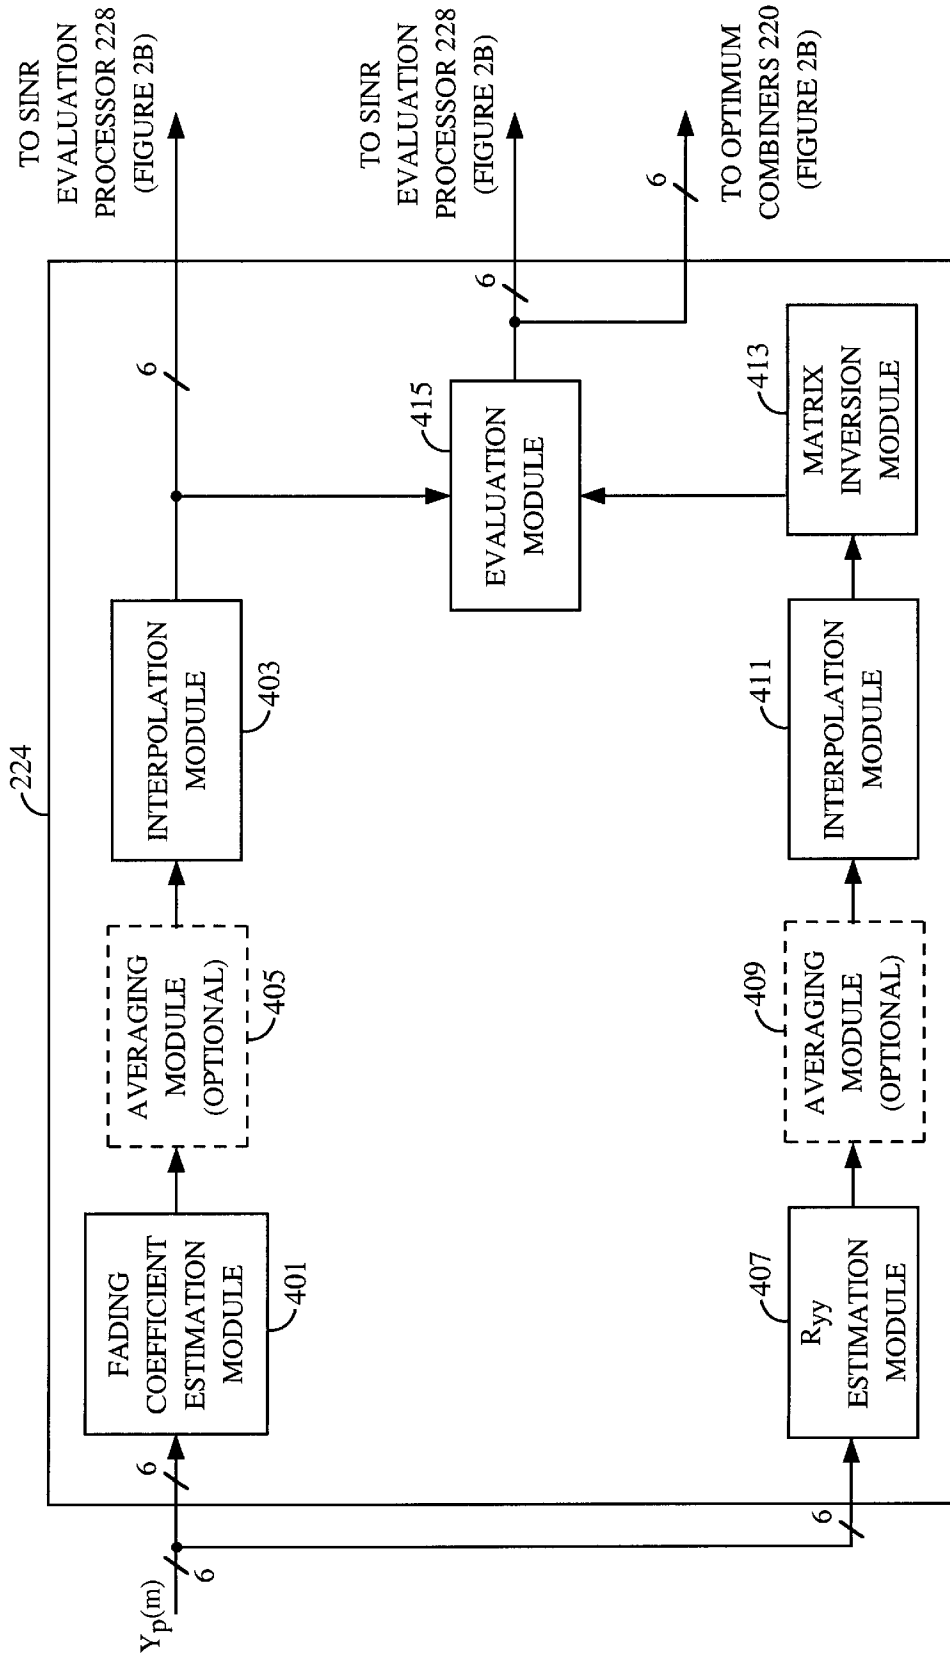 Yp(m)
6
6
6
224
FADING
COEFFICIENT
ESTIMATION
MODULE
401
AVERAGING
MODULE
(OPTIONAL)
405
INTERPOLATION
MODULE
403
6
TO SINR
EVALUATION
PROCESSOR 228
(FIGURE 2B)
415
EVALUATION
MODULE
6
TO SINR
EVALUATION
PROCESSOR 228
(FIGURE 2B)
6
TO OPTIMUM
COMBINERS 220
(FIGURE 2B)
407
Ryy
ESTIMATION
MODULE
409
AVERAGING
MODULE
(OPTIONAL)
411
INTERPOLATION
MODULE
413
MATRIX
INVERSION
MODULE